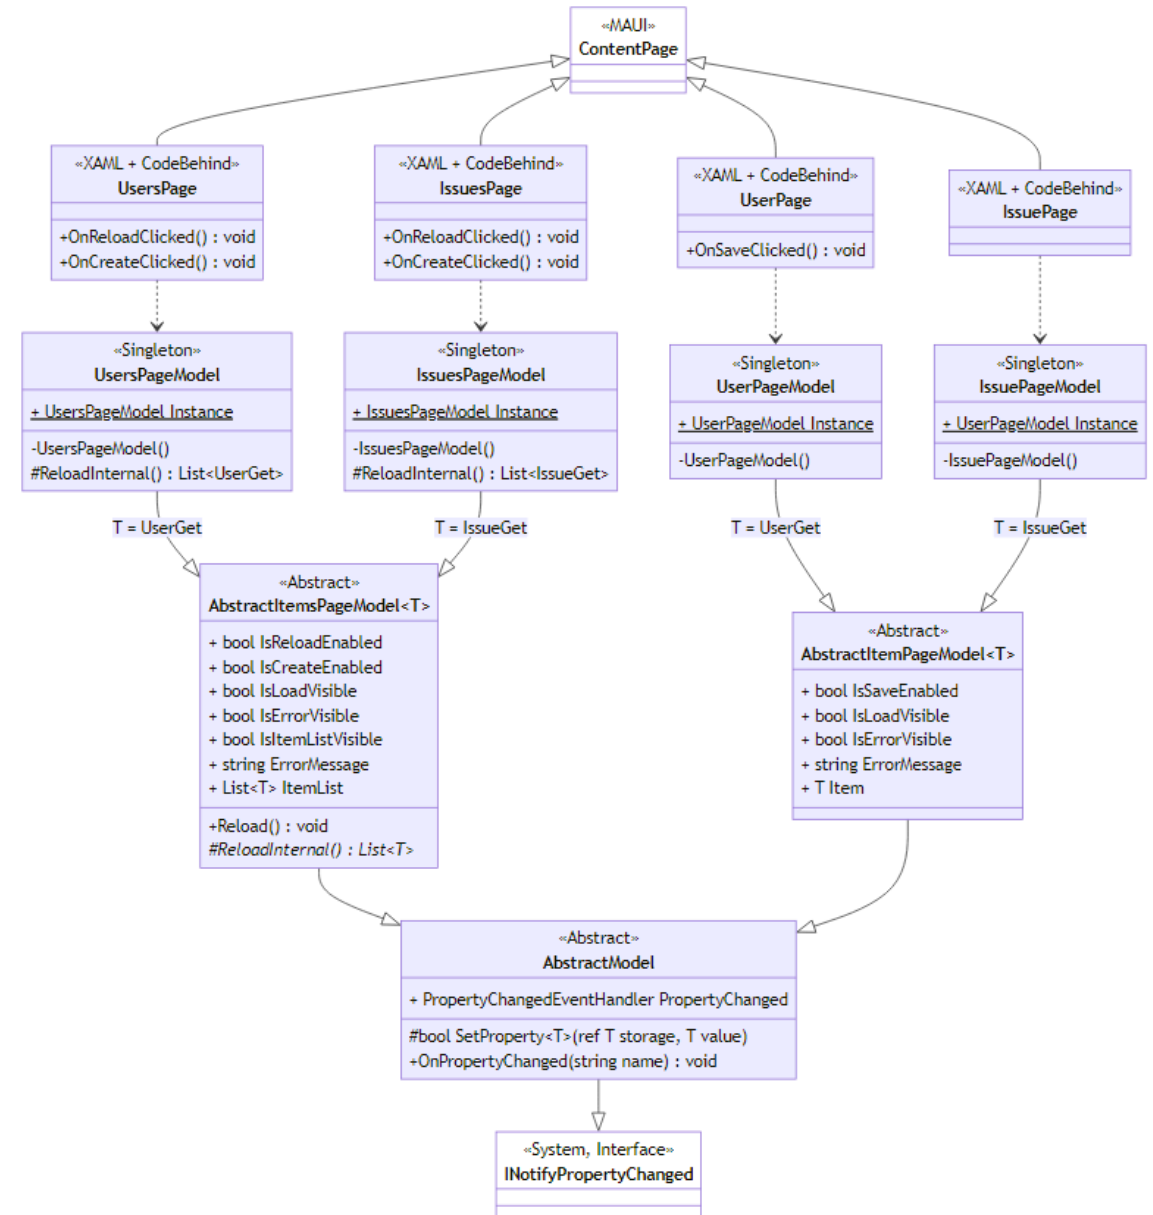 «MAUI»
ContentPage
«XAML + CodeBehind»
UsersPage
+OnReloadClicked() : void
+OnCreateClicked() : void
«XAML + CodeBehind»
IssuesPage
+OnReloadClicked() : void
+OnCreateClicked() : void
«XAML + CodeBehind»
UserPage
+OnSaveClicked() : void
«XAML + CodeBehind»
IssuePage
«Singleton»
UsersPageModel
+ UsersPageModel Instance
-UsersPageModel()
#ReloadInternal() : List<UserGet>
«Singleton»
IssuesPageModel
+ IssuesPageModel Instance
-IssuesPageModel()
#ReloadInternal() : List<IssueGet>
«Singleton»
UserPageModel
+ UserPageModel Instance
-UserPageModel()
«Singleton»
IssuePageModel
+ UserPageModel Instance
-IssuePageModel()
T = UserGet
T = IssueGet
T = UserGet
T = IssueGet
«Abstract»
AbstractItemsPageModel<T>
+ bool IsReloadEnabled
+ bool IsCreateEnabled
+ bool IsLoadVisible
+ bool IsErrorVisible
+ bool IsItemListVisible
+ string ErrorMessage
+ List<T> ItemList
+Reload() : void
#ReloadInternal() : List<T>
«Abstract»
AbstractItemPageModel<T>
+ bool IsSaveEnabled
+ bool IsLoadVisible
+ bool IsErrorVisible
+ string ErrorMessage
+ T Item
«Abstract»
AbstractModel
+ PropertyChangedEventHandler PropertyChanged
#bool SetProperty<T>(ref T storage, T value)
+OnPropertyChanged(string name) : void
«System, Interface»
INotifyPropertyChanged